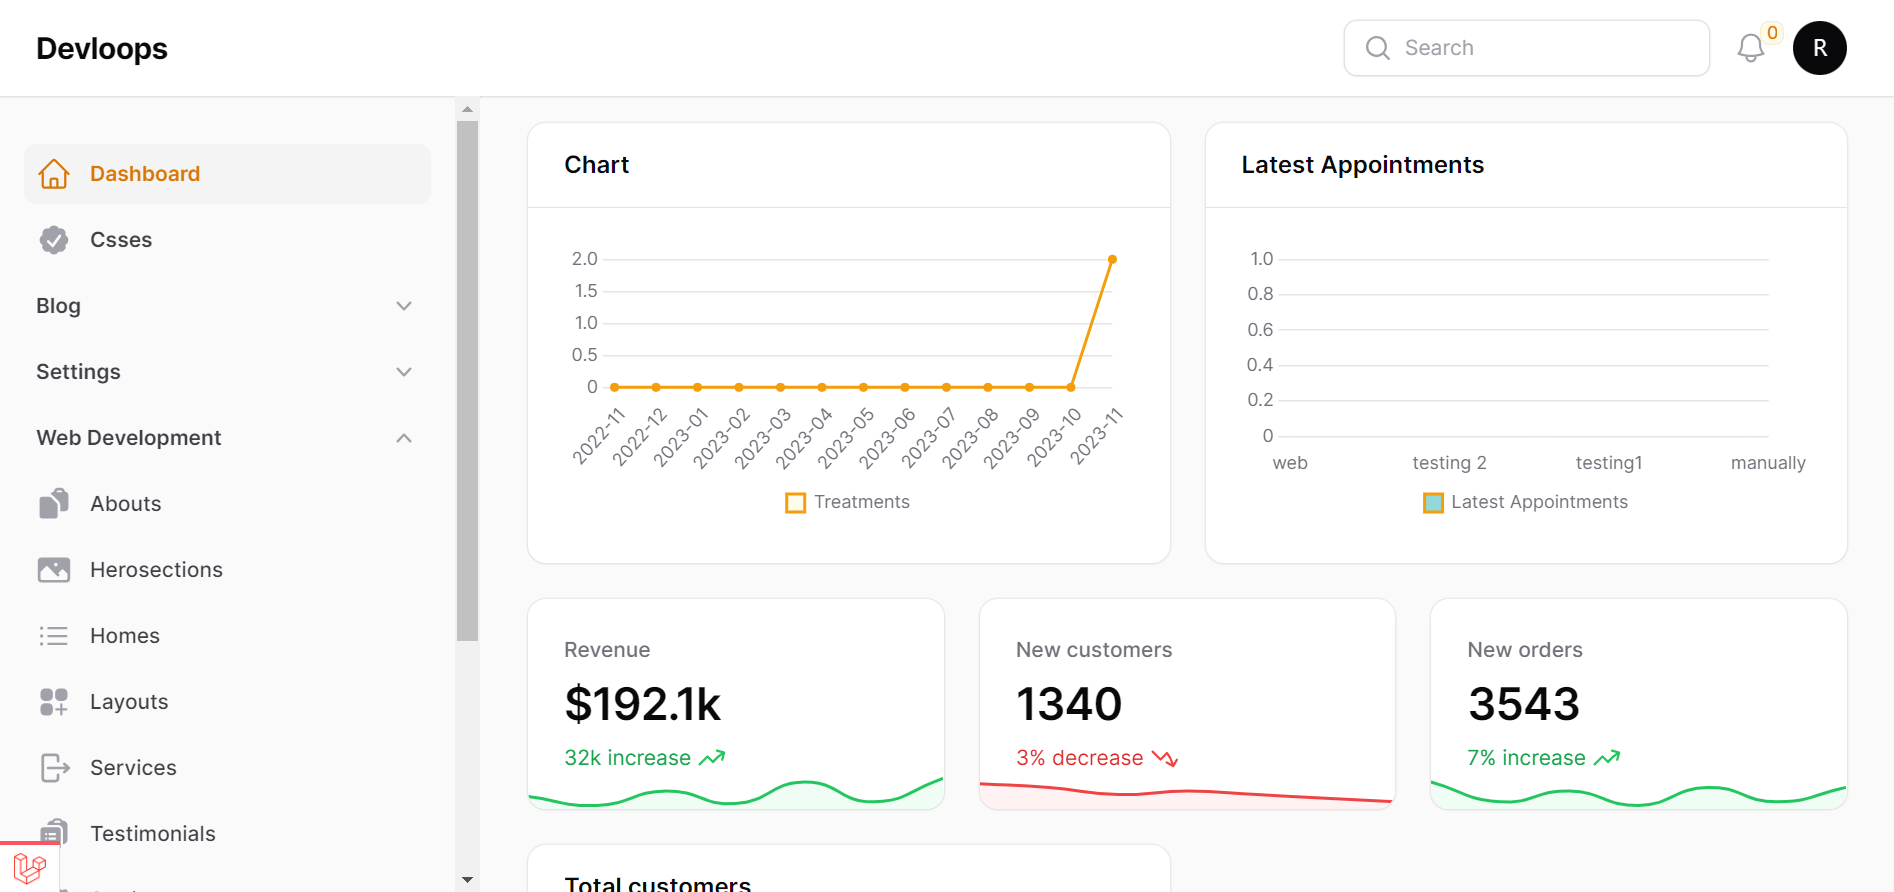 Devloops
Search
0
R
Dashboard
Csses
Blog
Settings
Web Development
Abouts
Herosections
Homes
Layouts
Services
Testimonials
Chart
2.0
1.5
1.0
0.5
0
2022-11
2022-12
2023-01
2023-02
2023-03
2023-04
2023-05
2023-06
2023-07
2023-08
2023-09
2023-10
2023-11
Treatments
Latest Appointments
1.0
0.8
0.6
0.4
0.2
0
web
testing 2
testing1
manually
Latest Appointments
Revenue
$192.1k
32k increase
New customers
1340
3% decrease
New orders
3543
7% increase
Total customers